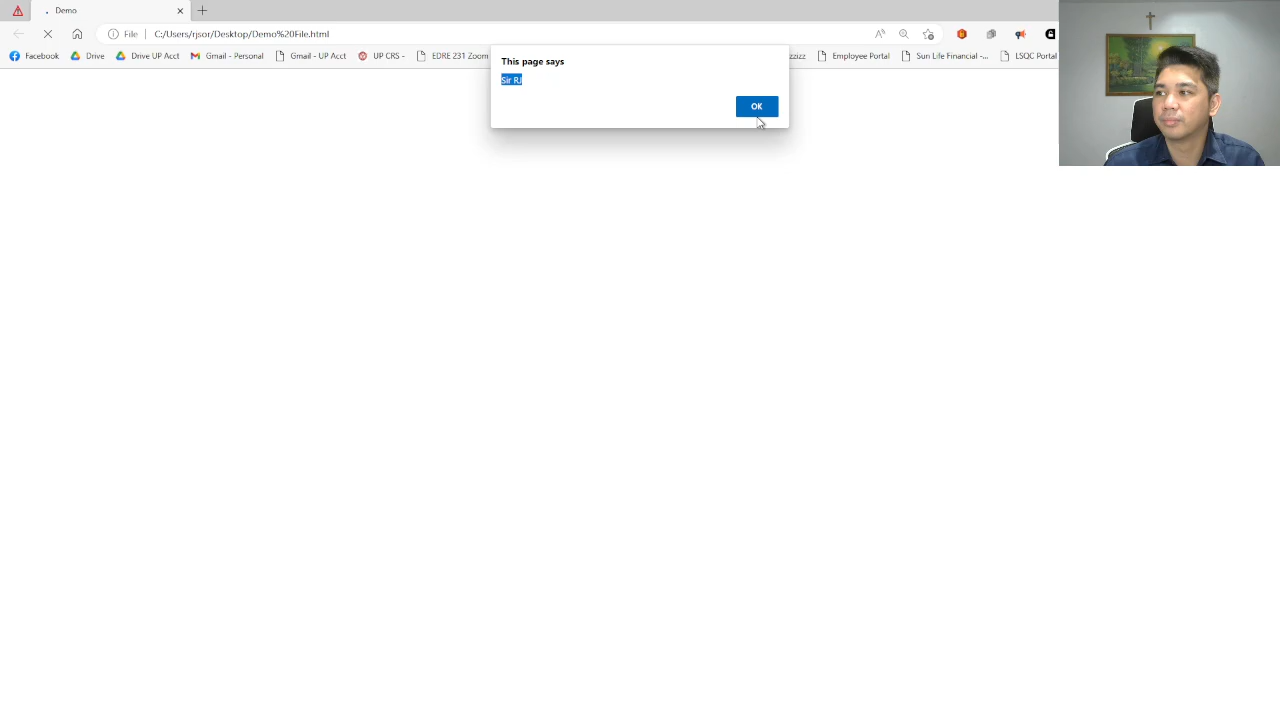 Demo
File C:/Users/rjsor/Desktop/Demo%20File.html
Facebook Drive Drive UP Acct Gmail - Personal Gmail - UP Acct UP CRS - EDRE 231 Zoom Employee Portal Sun Life Financial -... LSQC Portal
This page says
Sir RJ
OK